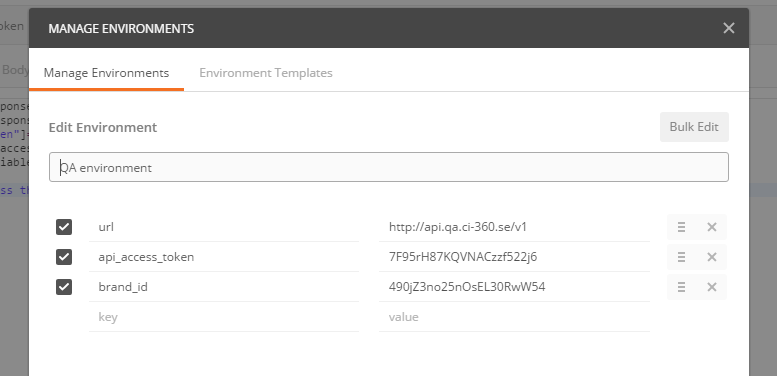 oken
MANAGE ENVIRONMENTS
Body
Manage Environments Environment Templates
sponse
spons
en"]=
acces
iable
ss th
Edit Environment Bulk Edit
QA environment
url http://api.qa.ci-360.se/v1
api_access_token 7F95rH87KQVNACzzf522j6
brand_id 490jZ3no25nOsEL30RwW54
key value